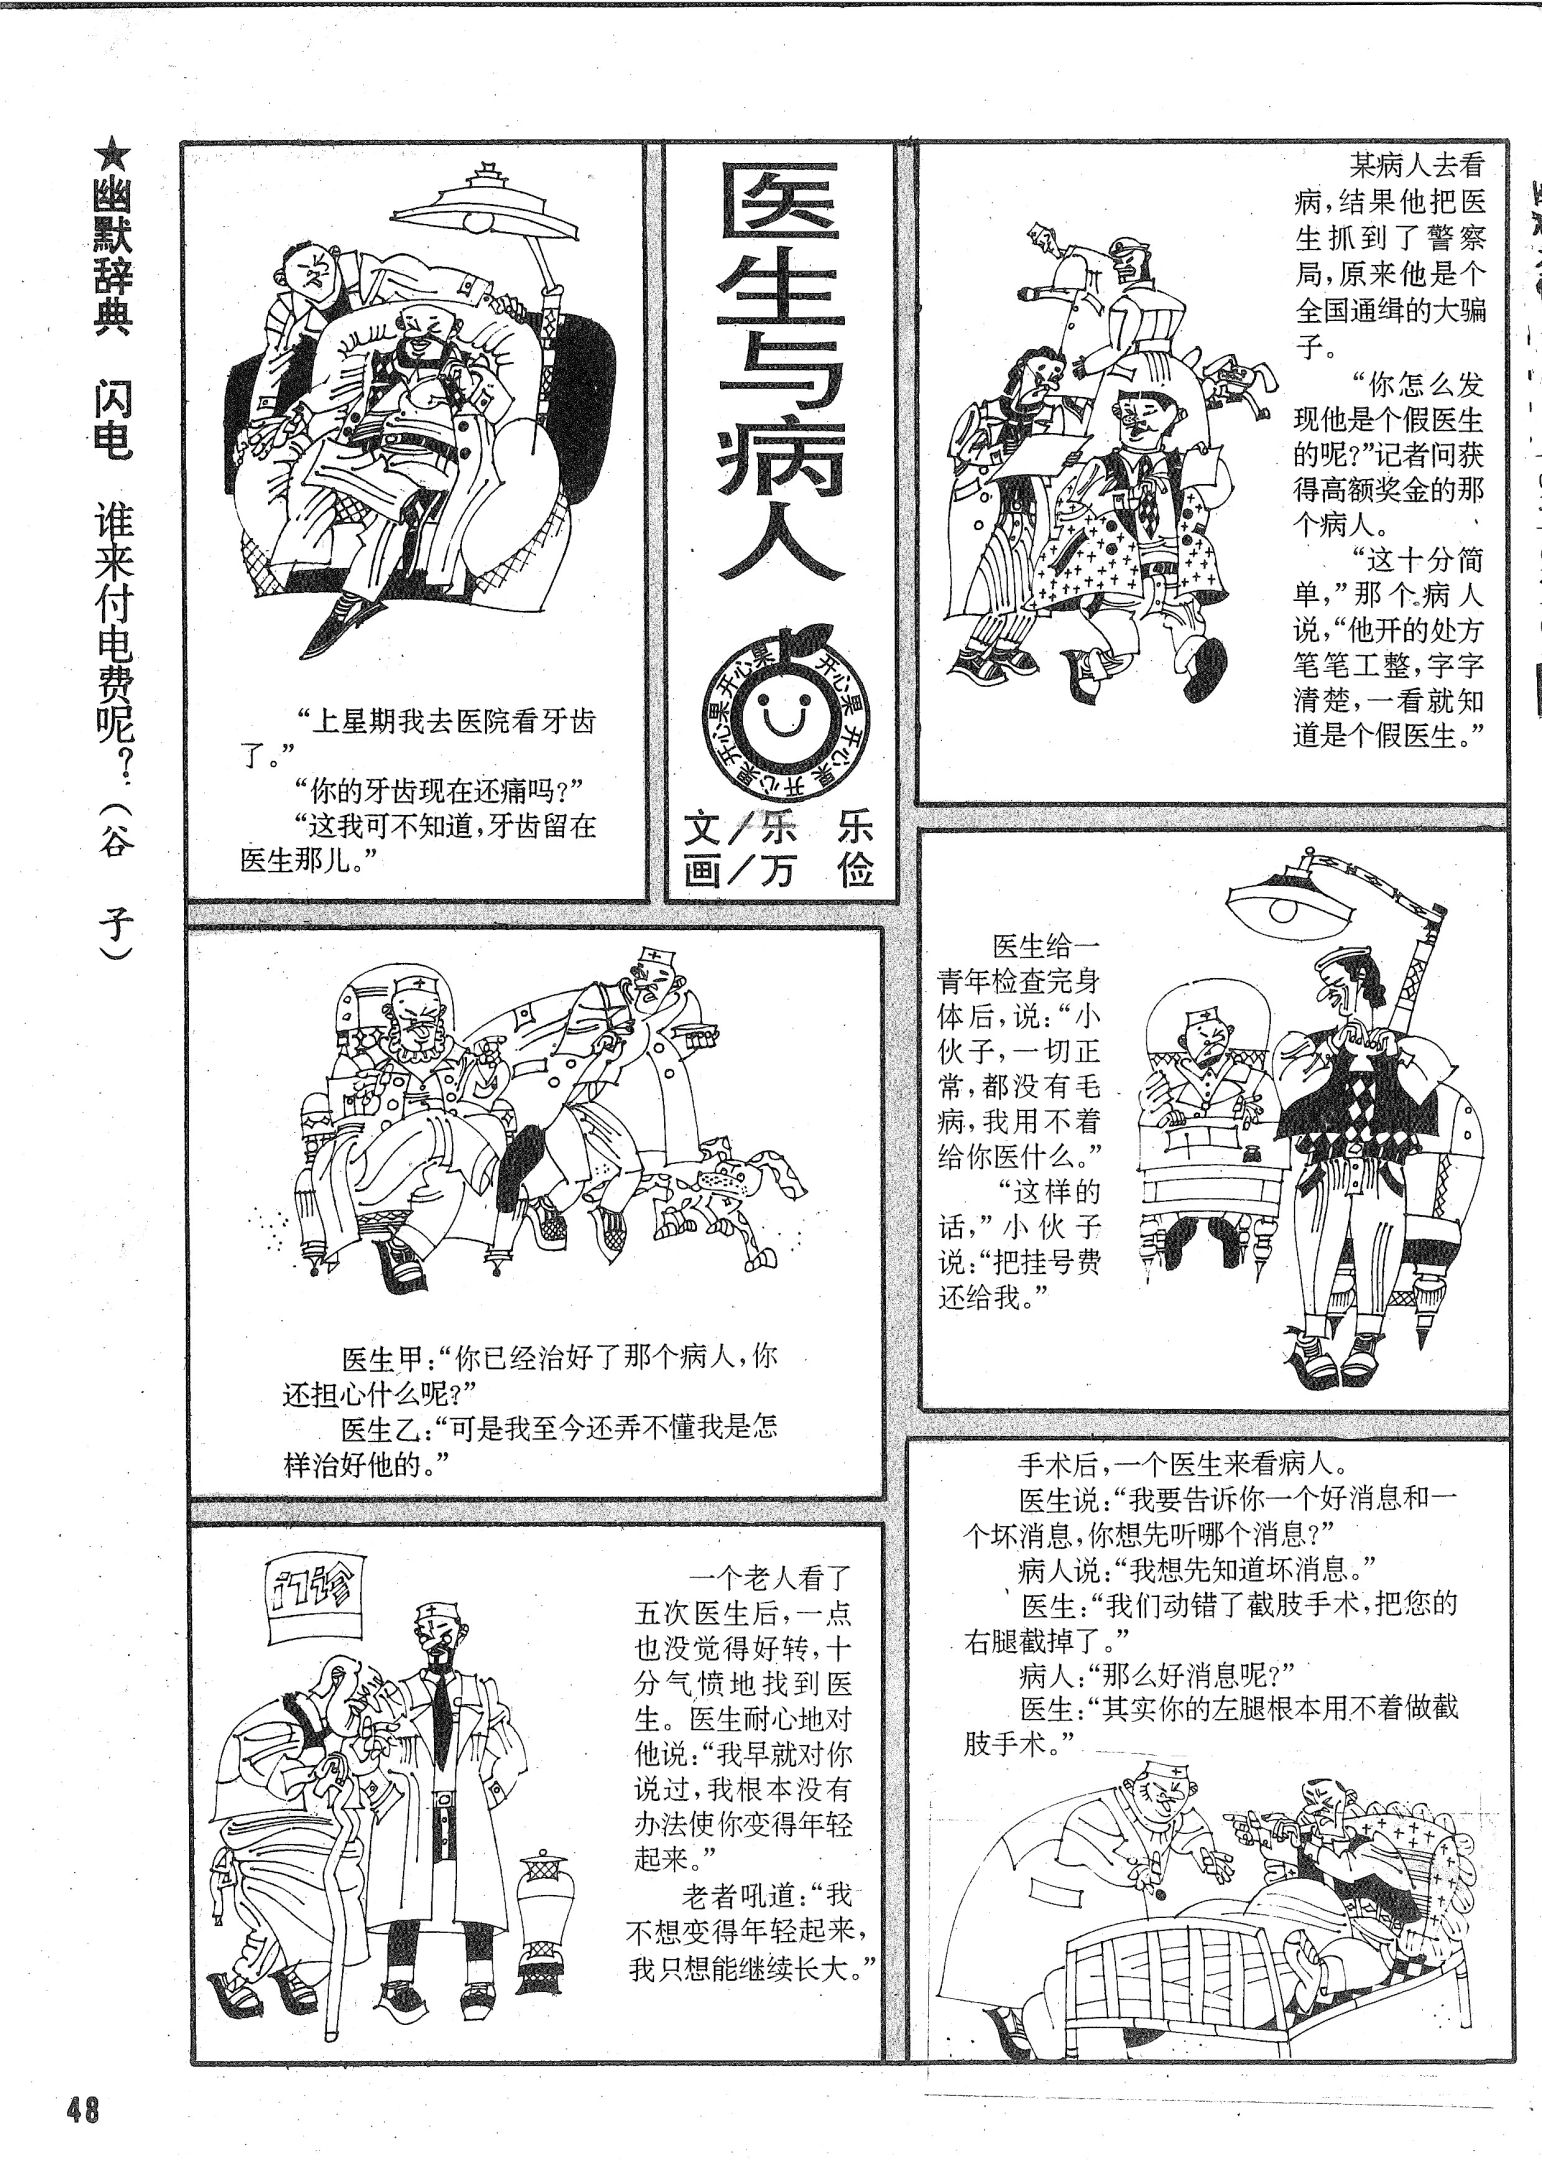 ★幽默辞典 闪电 谁来付电费呢？（谷 子）
医生与病人
开心果 开心果 开心果 开心果 开心果
文／乐 乐
画／万 俭
“上星期我去医院看牙齿
了。”
“你的牙齿现在还痛吗？”
“这我可不知道，牙齿留在
医生那儿。”
某病人去看
病，结果他把医
生抓到了警察
局，原来他是个
全国通缉的大骗
子。
“你怎么发
现他是个假医生
的呢？”记者问获
得高额奖金的那
个病人。
“这十分简
单，”那个病人
说，“他开的处方
笔笔工整，字字
清楚，一看就知
道是个假医生。”
医生甲：“你已经治好了那个病人，你
还担心什么呢？”
医生乙：“可是我至今还弄不懂我是怎
样治好他的。”
医生给一
青年检查完身
体后，说：“小
伙子，一切正
常，都没有毛
病，我用不着
给你医什么。”
“这样的
话，”小伙子
说：“把挂号费
还给我。”
门诊
一个老人看了
五次医生后，一点
也没觉得好转，十
分气愤地找到医
生。医生耐心地对
他说：“我早就对你
说过，我根本没有
办法使你变得年轻
起来。”
老者吼道：“我
不想变得年轻起来，
我只想能继续长大。”
手术后，一个医生来看病人。
医生说：“我要告诉你一个好消息和一
个坏消息，你想先听哪个消息？”
病人说：“我想先知道坏消息。”
医生：“我们动错了截肢手术，把您的
右腿截掉了。”
病人：“那么好消息呢？”
医生：“其实你的左腿根本用不着做截
肢手术。”
48